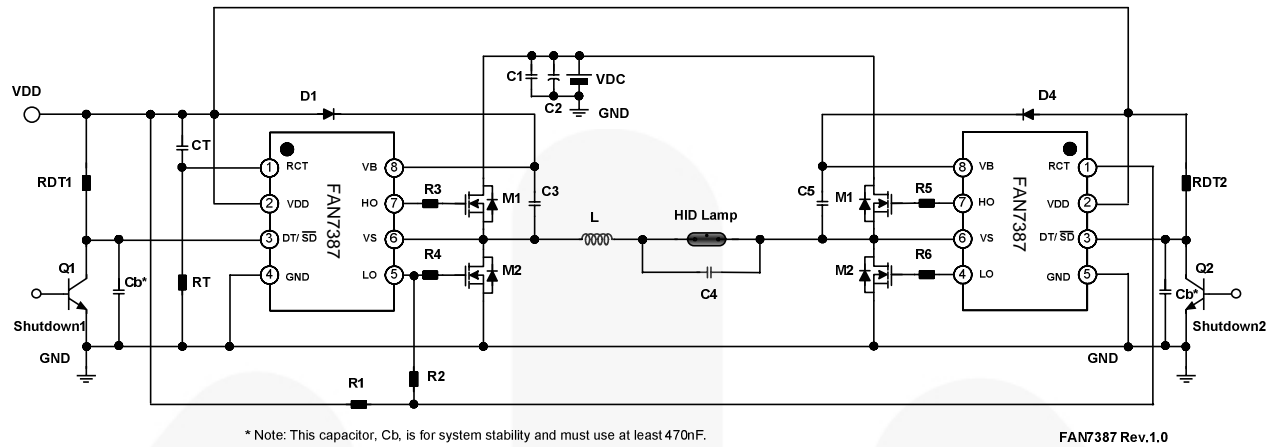 C1
VDC
C2
GND
VDD
D1
D4
CT
1 RCT
VB 8
8 VB
RCT 1
RDT1
FAN7387
C3
C5
FAN7387
RDT2
2 VDD
HO 7
R3
M1
M1
R5
7 HO
VDD 2
3 DT/SD
VS 6
L
HID Lamp
6 VS
DT/SD 3
4 GND
LO 5
R4
M2
C4
M2
R6
4 LO
GND 5
Q1
Cb*
RT
Q2
Cb*
Shutdown1
Shutdown2
GND
GND
R1
R2
* Note: This capacitor, Cb, is for system stability and must use at least 470nF.
FAN7387 Rev.1.0